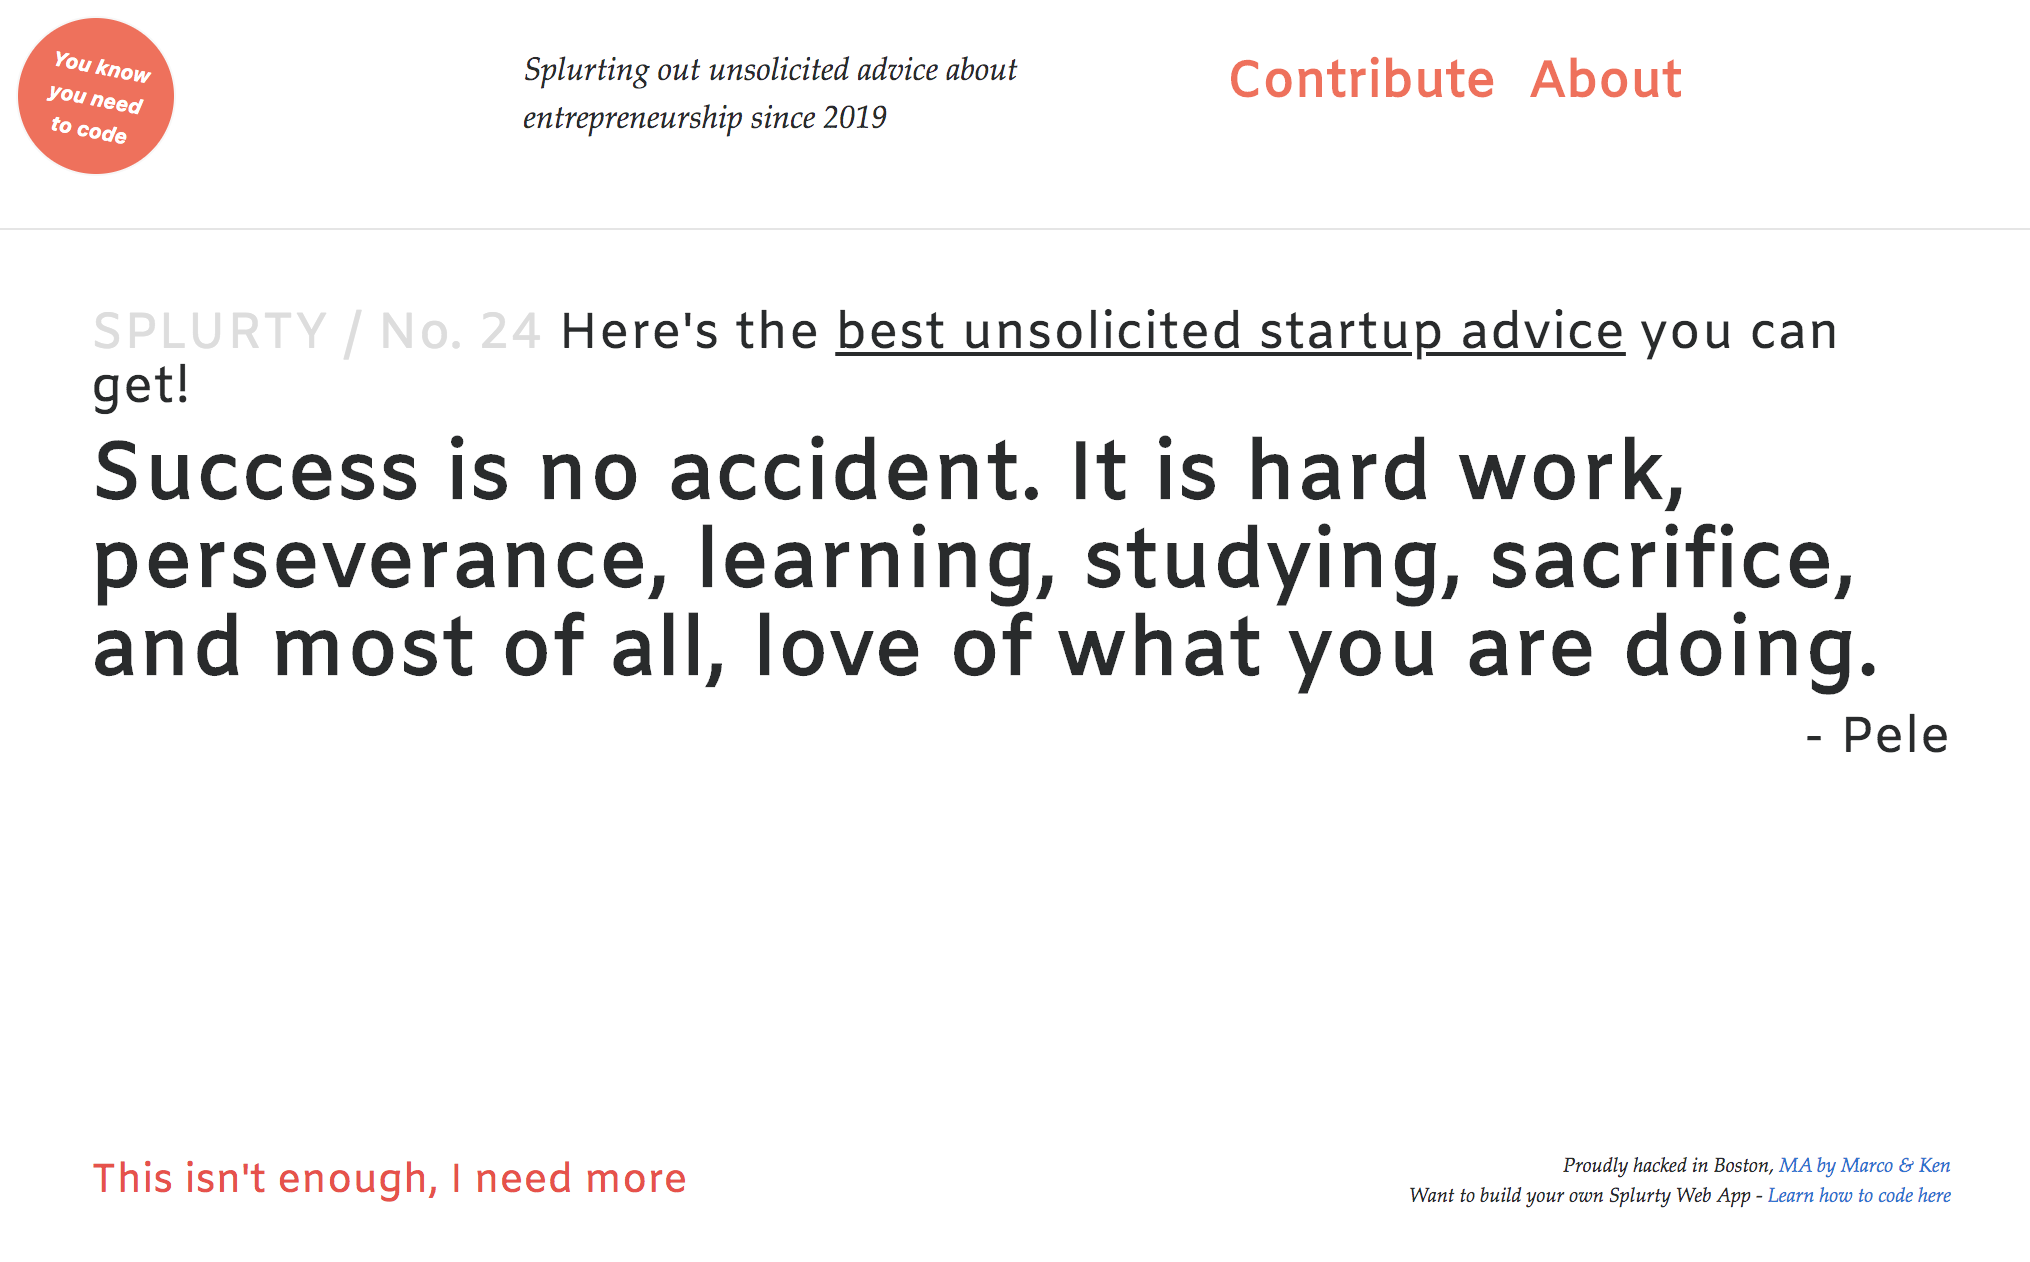 You know
you need
to code
Splurting out unsolicited advice about
entrepreneurship since 2019
Contribute About
SPLURTY / No. 24 Here's the best unsolicited startup advice you can
get!
Success is no accident. It is hard work,
perseverance, learning, studying, sacrifice,
and most of all, love of what you are doing.
- Pele
This isn't enough, I need more
Proudly hacked in Boston, MA by Marco & Ken
Want to build your own Splurty Web App - Learn how to code here